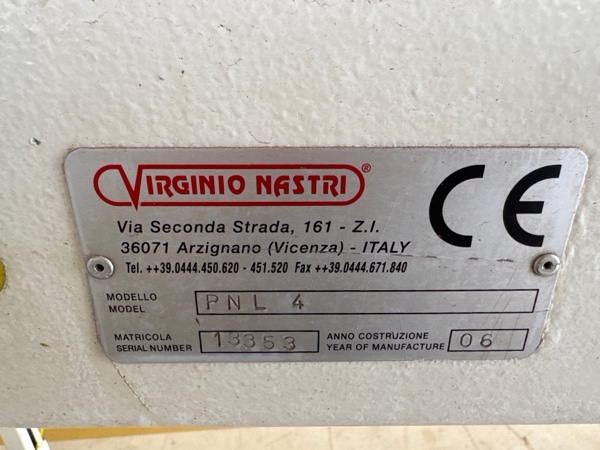 VIRGINIO NASTRI®
CE
Via Seconda Strada, 161 - Z.I.
36071 Arzignano (Vicenza) - ITALY
Tel. ++39.0444.450.620 - 451.520 Fax ++39.0444.671.840
MODELLO
MODEL
PNL 4
MATRICOLA
SERIAL NUMBER
13353
ANNO COSTRUZIONE
YEAR OF MANUFACTURE
06